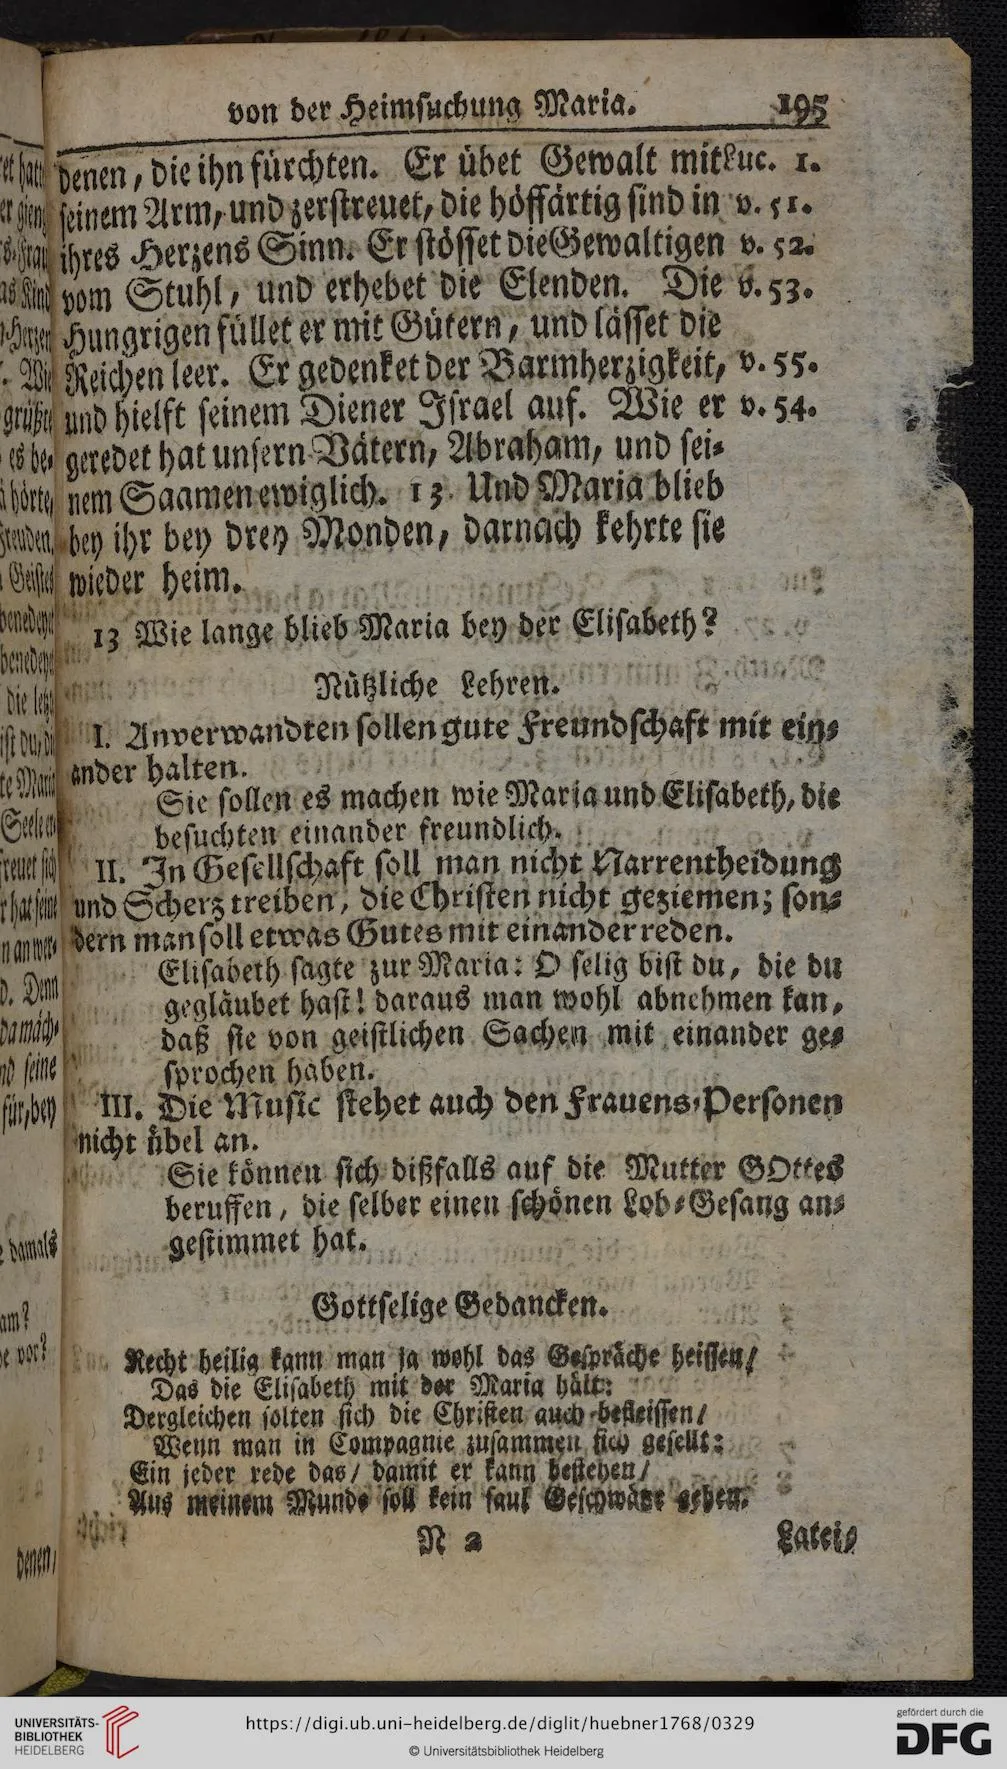 von der Heimsuchung Maria. 195
denen, die ihn fürchten. Er übet Gewalt mit Luc. 1.
seinem Arm, und zerstreuet, die höffärtig sind in v. 51.
ihres Herzens Sinn. Er stösset die Gewaltigen v. 52.
vom Stuhl, und erhebet die Elenden. Die v. 53.
Hungrigen füllet er mit Gütern, und lässet die
Reichen leer. Er gedenket der Barmherzigkeit, v. 55.
und hielft seinem Diener Israel auf. Wie er v. 54.
geredet hat unsern Vätern, Abraham, und sei-
nem Saamen ewiglich. 13. Und Maria blieb
bey ihr bey drey Monden, darnach kehrte sie
wieder heim.
13 Wie lange blieb Maria bey der Elisabeth?
Nützliche Lehren.
I. Anverwandten sollen gute Freundschaft mit ein-
ander halten.
Sie sollen es machen wie Maria und Elisabeth, die
besuchten einander freundlich.
II. In Gesellschaft soll man nicht Narrentheidung
und Scherz treiben, die Christen nicht geziemen; son-
dern man soll etwas Gutes mit einander reden.
Elisabeth sagte zur Maria: O selig bist du, die du
gegläubet hast! daraus man wohl abnehmen kan,
daß sie von geistlichen Sachen mit einander ge-
sprochen haben.
III. Die Music stehet auch den Frauens-Personen
nicht übel an.
Sie können sich dißfalls auf die Mutter GOttes
beruffen, die selber einen schönen Lob-Gesang an-
gestimmet hat.
Gottselige Gedancken.
Recht heilig kann man ja wohl das Gespräche heissen/
Das die Elisabeth mit der Maria hält:
Dergleichen solten sich die Christen auch befleissen/
Wenn man in Compagnie zusammen sich gesellt:
Ein jeder rede das/ damit er kann bestehen/
Aus meinem Munde soll kein faul Geschwätze gehen.
N 2 Latei-
UNIVERSITÄTS-
BIBLIOTHEK
HEIDELBERG
https://digi.ub.uni-heidelberg.de/diglit/huebner1768/0329
© Universitätsbibliothek Heidelberg
gefördert durch die
DFG